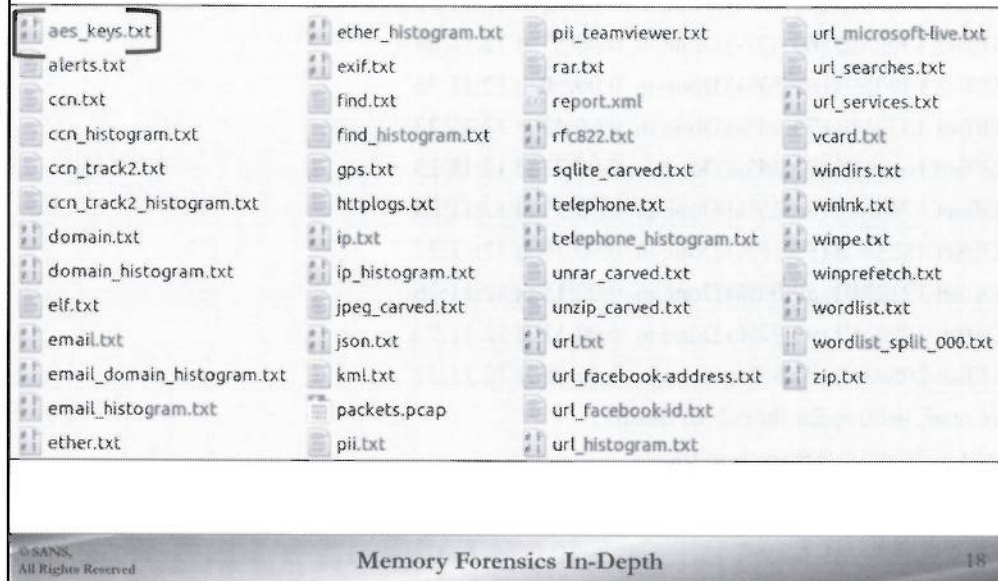 aes_keys.txt
alerts.txt
ccn.txt
ccn_histogram.txt
ccn_track2.txt
ccn_track2_histogram.txt
domain.txt
domain_histogram.txt
elf.txt
email.txt
email_domain_histogram.txt
email_histogram.txt
ether.txt
ether_histogram.txt
exif.txt
find.txt
find_histogram.txt
gps.txt
httplogs.txt
ip.txt
ip_histogram.txt
jpeg_carved.txt
json.txt
kml.txt
packets.pcap
pii.txt
pii_teamviewer.txt
rar.txt
report.xml
rfc822.txt
sqlite_carved.txt
telephone.txt
telephone_histogram.txt
unrar_carved.txt
unzip_carved.txt
url.txt
url_facebook-address.txt
url_facebook-id.txt
url_histogram.txt
url_microsoft-live.txt
url_searches.txt
url_services.txt
vcard.txt
windirs.txt
winlnk.txt
winpe.txt
winprefetch.txt
wordlist.txt
wordlist_split_000.txt
zip.txt
© SANS,
All Rights Reserved
Memory Forensics In-Depth
18